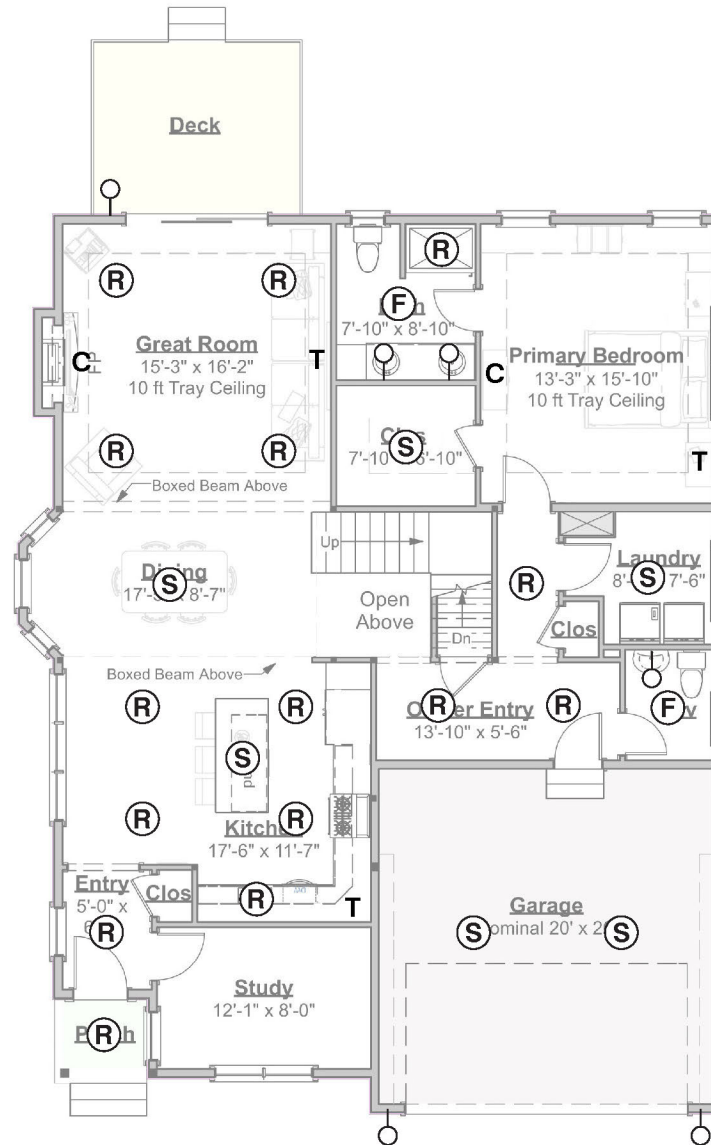 Deck
R
R
R
F
7'-10" x 8'-10"
Great Room
15'-3" x 16'-2"
10 ft Tray Ceiling
C
T
Primary Bedroom
13'-3" x 15'-10"
10 ft Tray Ceiling
C
T
R
R
S
Boxed Beam Above
Up
Dining
S
Open
Above
Dn
R
Laundry
S
7'-6"
Clos
Boxed Beam Above
R
R
S
R
R
Kitch
17'-6" x 11'-7"
R
T
R
R
Entry
13'-10" x 5'-6"
F
Entry
5'-0" x
R
Clos
Garage
S
S
Study
12'-1" x 8'-0"
R